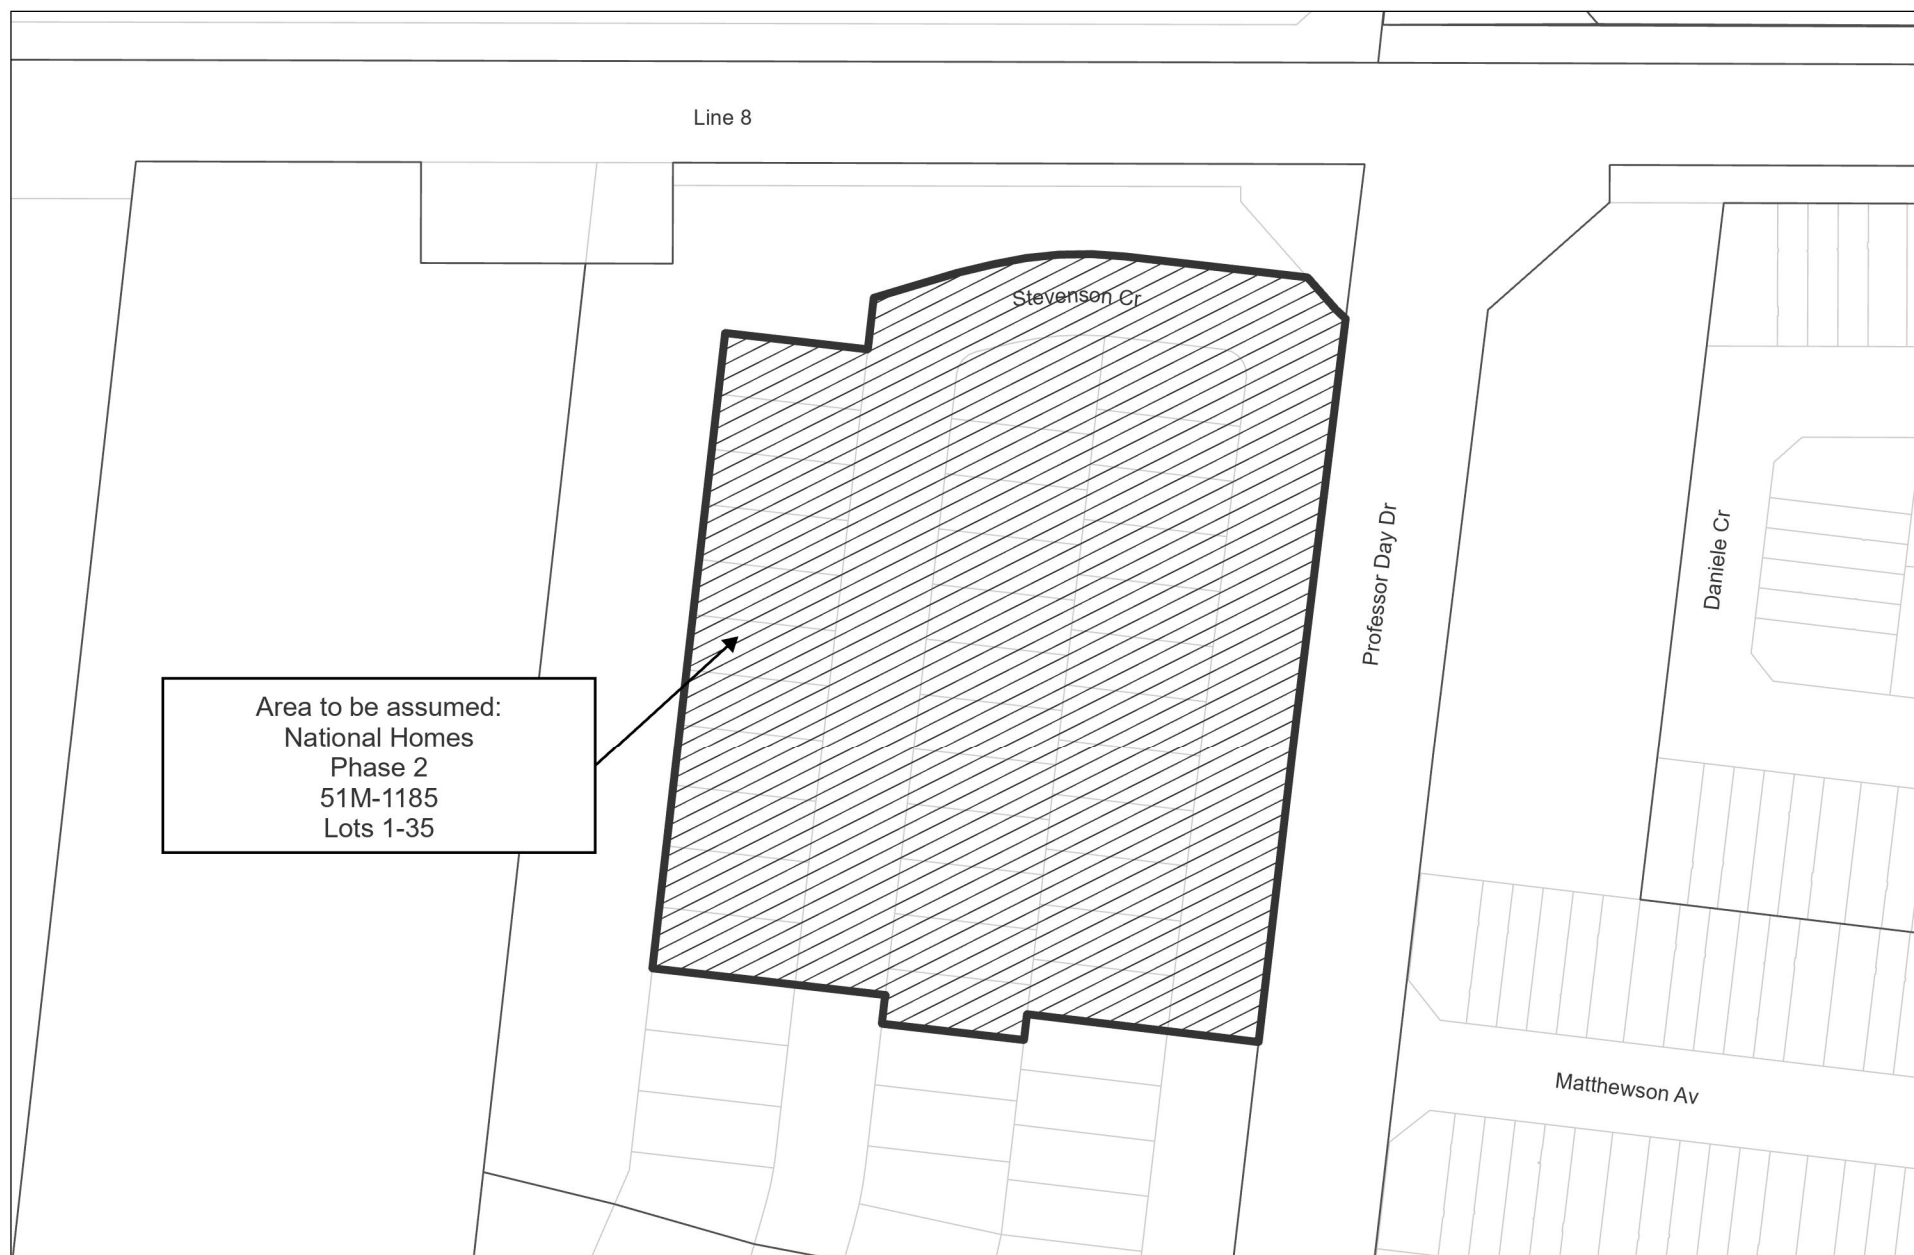 Line 8
Stevenson Cr
Professor Day Dr
Daniele Cr
Area to be assumed:
National Homes
Phase 2
51M-1185
Lots 1-35
Matthewson Av